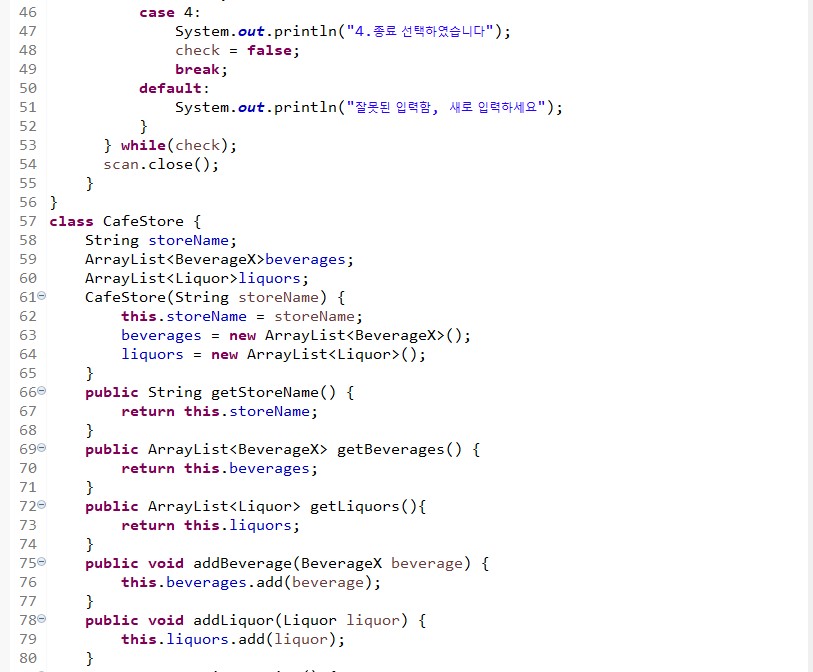 46 case 4:
47 System.out.println("4.종료 선택하였습니다");
48 check = false;
49 break;
50 default:
51 System.out.println("잘못된 입력함, 새로 입력하세요");
52 }
53 } while(check);
54 scan.close();
55 }
56 }
57 class CafeStore {
58 String storeName;
59 ArrayList<BeverageX>beverages;
60 ArrayList<Liquor>liquors;
61 CafeStore(String storeName) {
62 this.storeName = storeName;
63 beverages = new ArrayList<BeverageX>();
64 liquors = new ArrayList<Liquor>();
65 }
66 public String getStoreName() {
67 return this.storeName;
68 }
69 public ArrayList<BeverageX> getBeverages() {
70 return this.beverages;
71 }
72 public ArrayList<Liquor> getLiquors(){
73 return this.liquors;
74 }
75 public void addBeverage(BeverageX beverage) {
76 this.beverages.add(beverage);
77 }
78 public void addLiquor(Liquor liquor) {
79 this.liquors.add(liquor);
80 }